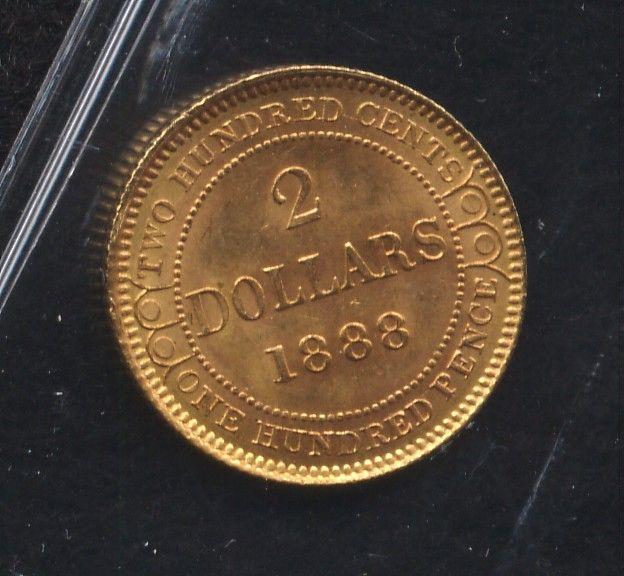 TWO HUNDRED CENTS
2
DOLLARS
1888
ONE HUNDRED PENCE